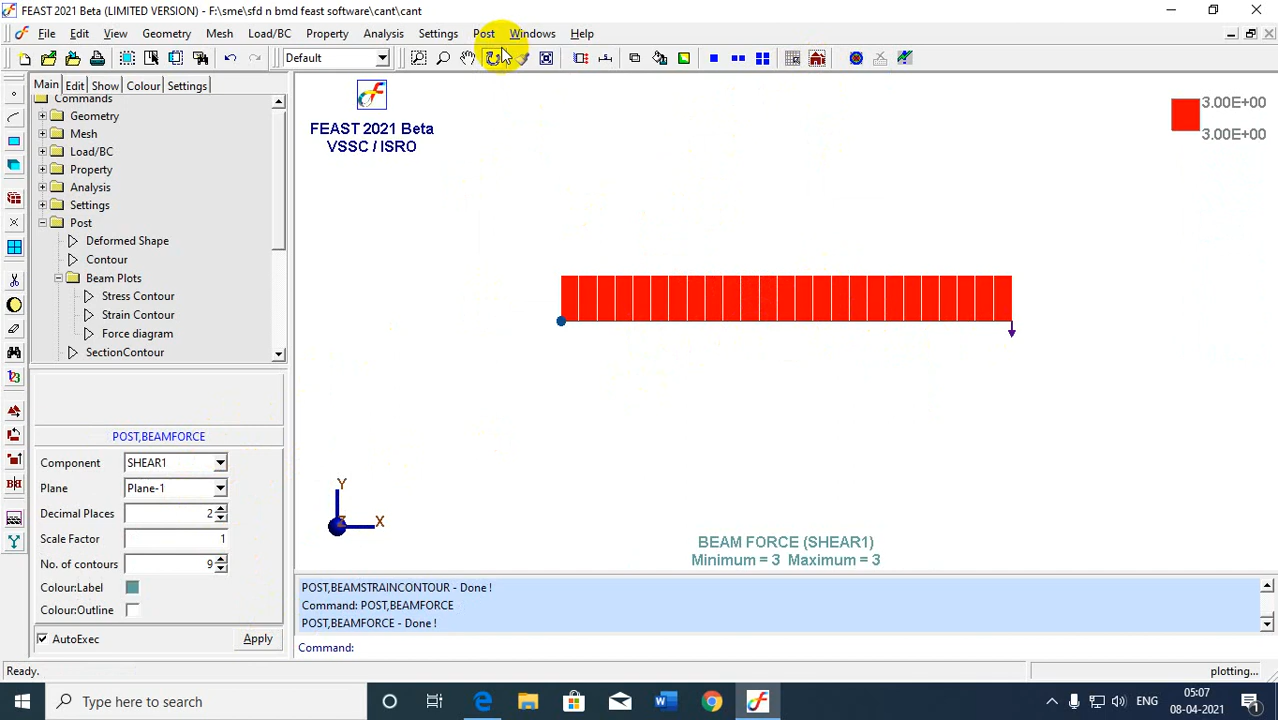 FEAST 2021 Beta (LIMITED VERSION) - F:\sme\sfd n bmd feast software\cant\cant
File Edit View Geometry Mesh Load/BC Property Analysis Settings Post Windows Help
Default
Main Edit Show Colour Settings
Commands
Geometry
Mesh
Load/BC
Property
Analysis
Settings
Post
Deformed Shape
Contour
Beam Plots
Stress Contour
Strain Contour
Force diagram
SectionContour
FEAST 2021 Beta
VSSC / ISRO
3.00E+00
3.00E+00
POST,BEAMFORCE
Component SHEAR1
Plane Plane-1
Decimal Places 2
Scale Factor 1
No. of contours 9
Colour:Label
Colour:Outline
AutoExec Apply
Y
Z X
BEAM FORCE (SHEAR1)
Minimum = 3 Maximum = 3
POST,BEAMSTRAINCONTOUR - Done !
Command: POST,BEAMFORCE
POST,BEAMFORCE - Done !
Command:
Ready. plotting...
Type here to search
ENG
05:07
08-04-2021